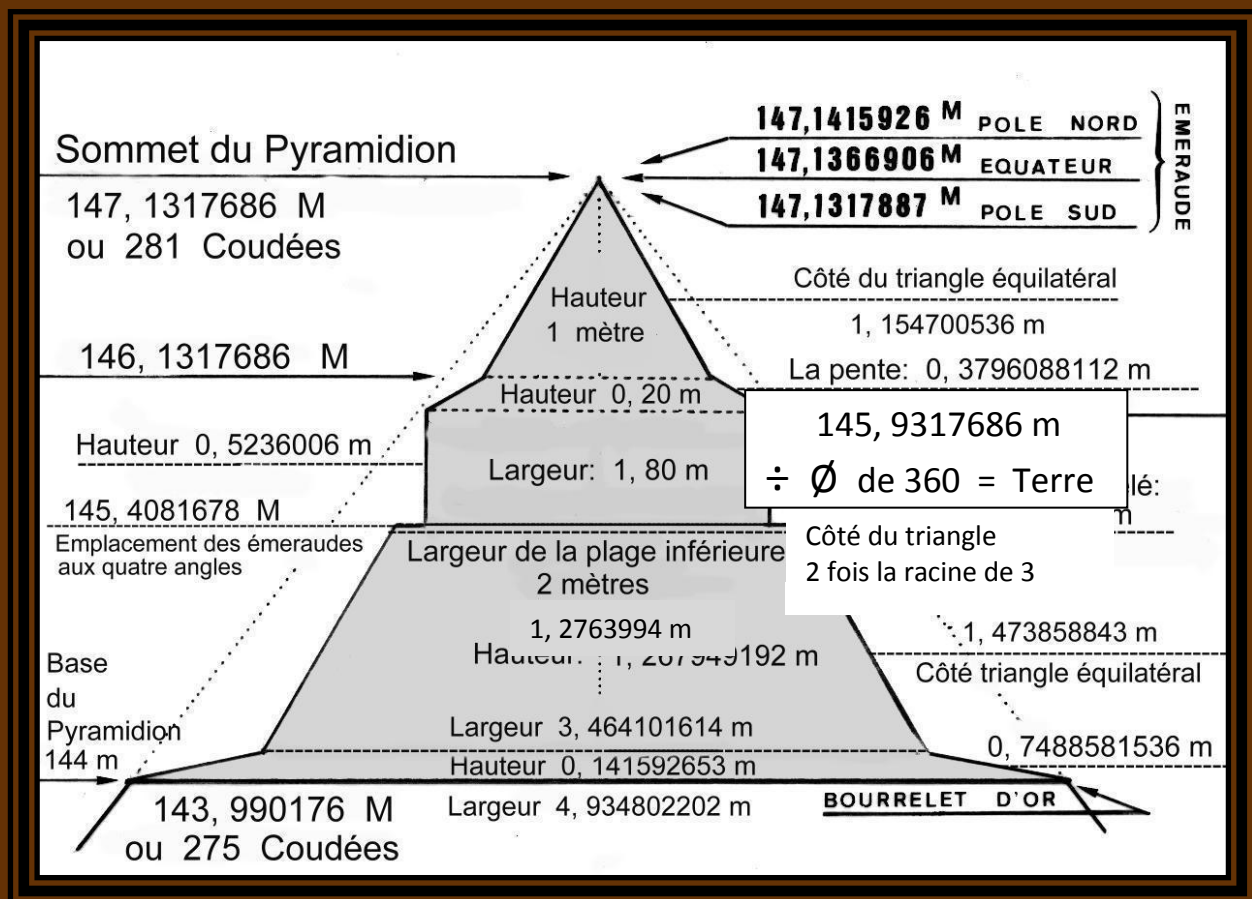 147,1415926 M POLE NORD
147,1366906 M EQUATEUR
147,1317887 M POLE SUD
EMERAUDE
Sommet du Pyramidion
147, 1317686 M
ou 281 Coudées
Hauteur
1 mètre
Côté du triangle équilatéral
1, 154700536 m
146, 1317686 M
La pente: 0, 3796088112 m
Hauteur 0, 20 m
145, 9317686 m
÷ Ø de 360 = Terre
Hauteur 0, 5236006 m
Largeur: 1, 80 m
lé:
m
145, 4081678 M
Emplacement des émeraudes
aux quatre angles
Côté du triangle
2 fois la racine de 3
Largeur de la plage inférieure
2 mètres
1, 2763994 m
Hauteur: 1, 267949192 m
1, 473858843 m
Côté triangle équilatéral
Base
du
Pyramidion
144 m
Largeur 3, 464101614 m
0, 7488581536 m
Hauteur 0, 141592653 m
143, 990176 M
ou 275 Coudées
Largeur 4, 934802202 m
BOURRELET D'OR